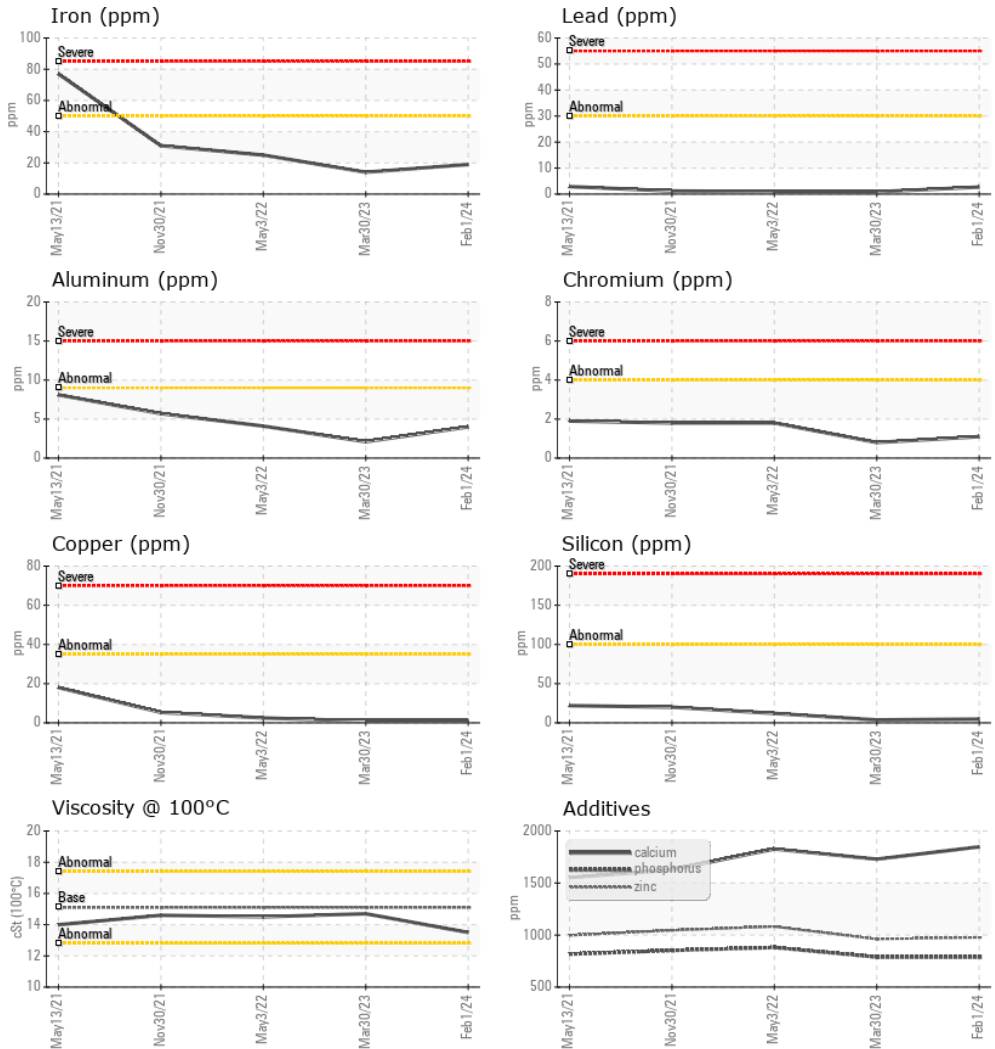 Iron (ppm)
100
80
60
40
20
0
ppm
Severe
Abnormal
May13/21
Nov30/21
May3/22
Mar30/23
Feb1/24
Lead (ppm)
60
50
40
30
20
10
0
ppm
Severe
Abnormal
May13/21
Nov30/21
May3/22
Mar30/23
Feb1/24
Aluminum (ppm)
20
15
10
5
0
ppm
Severe
Abnormal
May13/21
Nov30/21
May3/22
Mar30/23
Feb1/24
Chromium (ppm)
8
6
4
2
0
ppm
Severe
Abnormal
May13/21
Nov30/21
May3/22
Mar30/23
Feb1/24
Copper (ppm)
80
60
40
20
0
ppm
Severe
Abnormal
May13/21
Nov30/21
May3/22
Mar30/23
Feb1/24
Silicon (ppm)
200
150
100
50
0
ppm
Severe
Abnormal
May13/21
Nov30/21
May3/22
Mar30/23
Feb1/24
Viscosity @ 100°C
20
18
16
14
12
10
cSt (100°C)
Abnormal
Base
Abnormal
May13/21
Nov30/21
May3/22
Mar30/23
Feb1/24
Additives
2000
1500
1000
500
ppm
calcium
phosphorus
zinc
May13/21
Nov30/21
May3/22
Mar30/23
Feb1/24